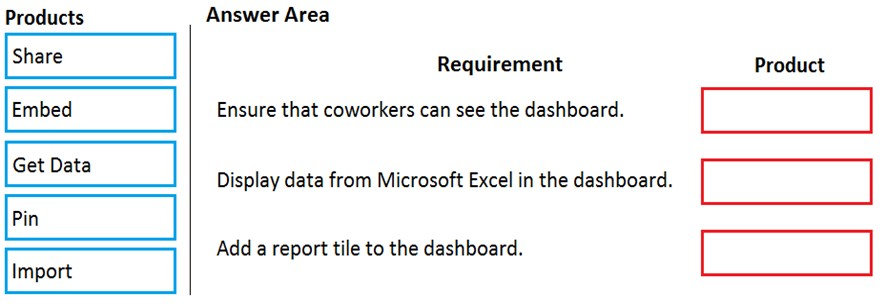 Products
Share
Embed
Get Data
Pin
Import
Answer Area
Requirement Product
Ensure that coworkers can see the dashboard.
Display data from Microsoft Excel in the dashboard.
Add a report tile to the dashboard.